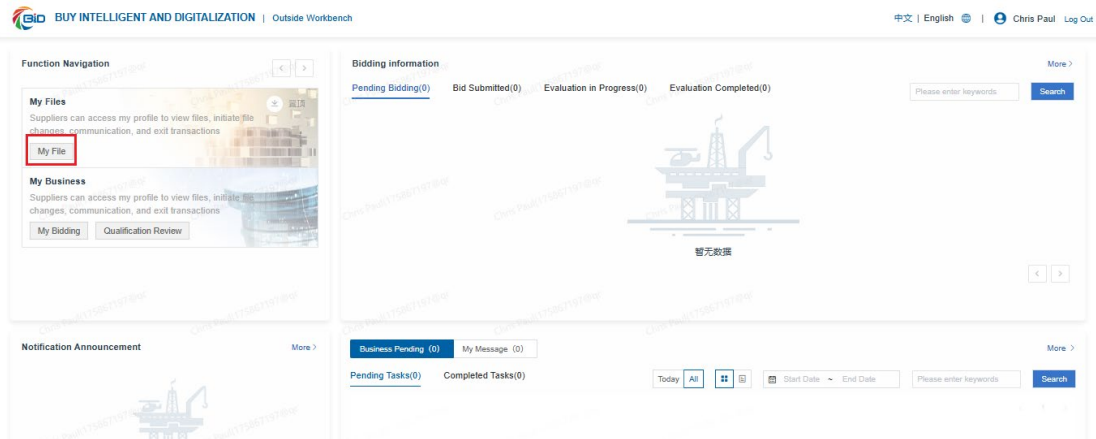 BiD BUY INTELLIGENT AND DIGITALIZATION | Outside Workbench
中文 | English | Chris Paul Log Out
Function Navigation
My Files
置顶
Suppliers can access my profile to view files, initiate file
changes, communication, and exit transactions
My File
My Business
Suppliers can access my profile to view files, initiate file
changes, communication, and exit transactions
My Bidding Qualification Review
Bidding information More >
Pending Bidding(0) Bid Submitted(0) Evaluation in Progress(0) Evaluation Completed(0) Please enter keywords Search
暂无数据
Notification Announcement More >
Business Pending (0) My Message (0) More >
Pending Tasks(0) Completed Tasks(0) Today All Start Date ~ End Date Please enter keywords Search